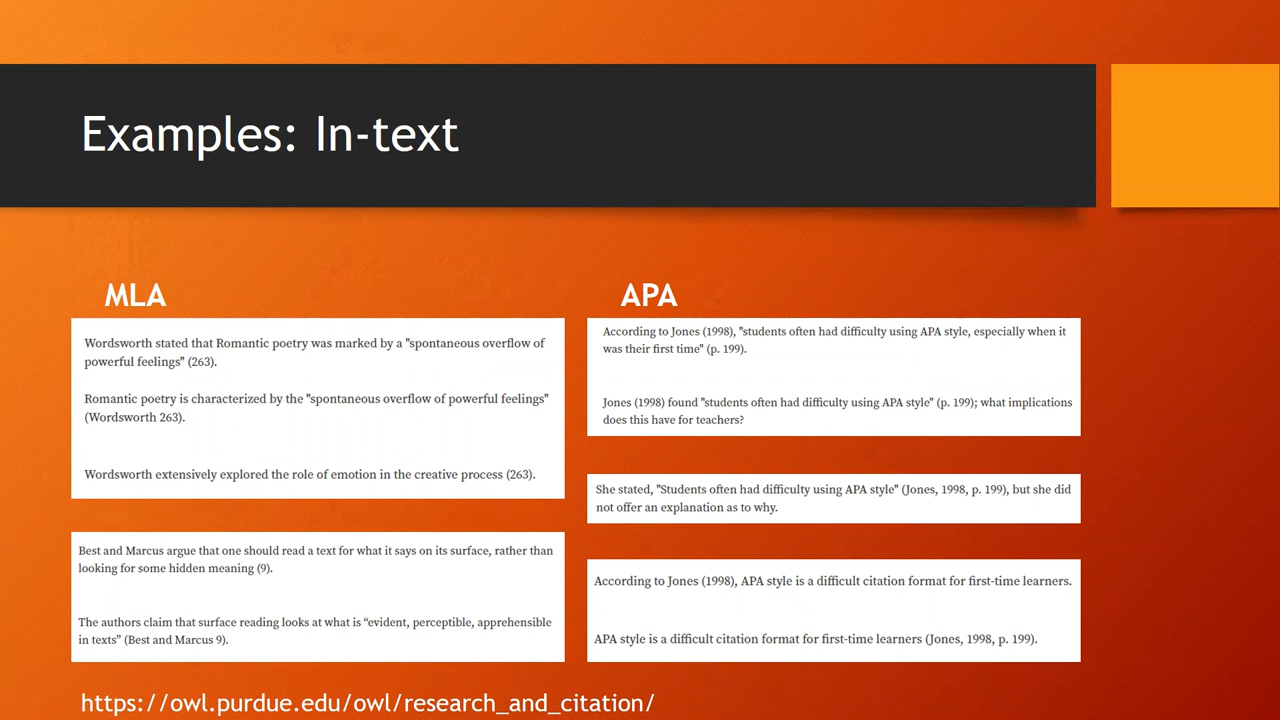 Examples: In-text
MLA
Wordsworth stated that Romantic poetry was marked by a "spontaneous overflow of
powerful feelings" (263).
Romantic poetry is characterized by the "spontaneous overflow of powerful feelings"
(Wordsworth 263).
Wordsworth extensively explored the role of emotion in the creative process (263).
Best and Marcus argue that one should read a text for what it says on its surface, rather than
looking for some hidden meaning (9).
The authors claim that surface reading looks at what is “evident, perceptible, apprehensible
in texts” (Best and Marcus 9).
APA
According to Jones (1998), "students often had difficulty using APA style, especially when it
was their first time" (p. 199).
Jones (1998) found "students often had difficulty using APA style" (p. 199); what implications
does this have for teachers?
She stated, "Students often had difficulty using APA style" (Jones, 1998, p. 199), but she did
not offer an explanation as to why.
According to Jones (1998), APA style is a difficult citation format for first-time learners.
APA style is a difficult citation format for first-time learners (Jones, 1998, p. 199).
https://owl.purdue.edu/owl/research_and_citation/